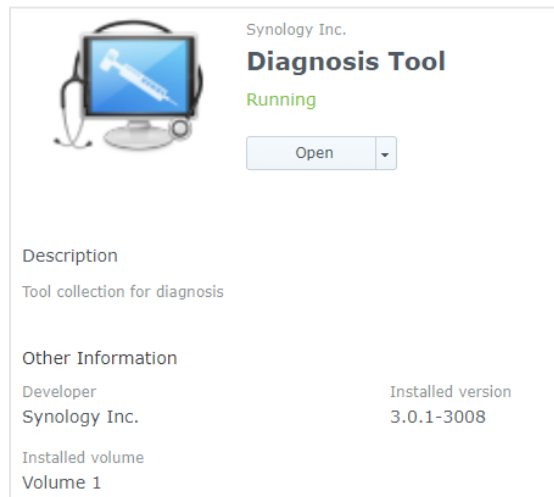 Synology Inc.
Diagnosis Tool
Running
Open
Description
Tool collection for diagnosis
Other Information
Developer
Synology Inc.
Installed version
3.0.1-3008
Installed volume
Volume 1